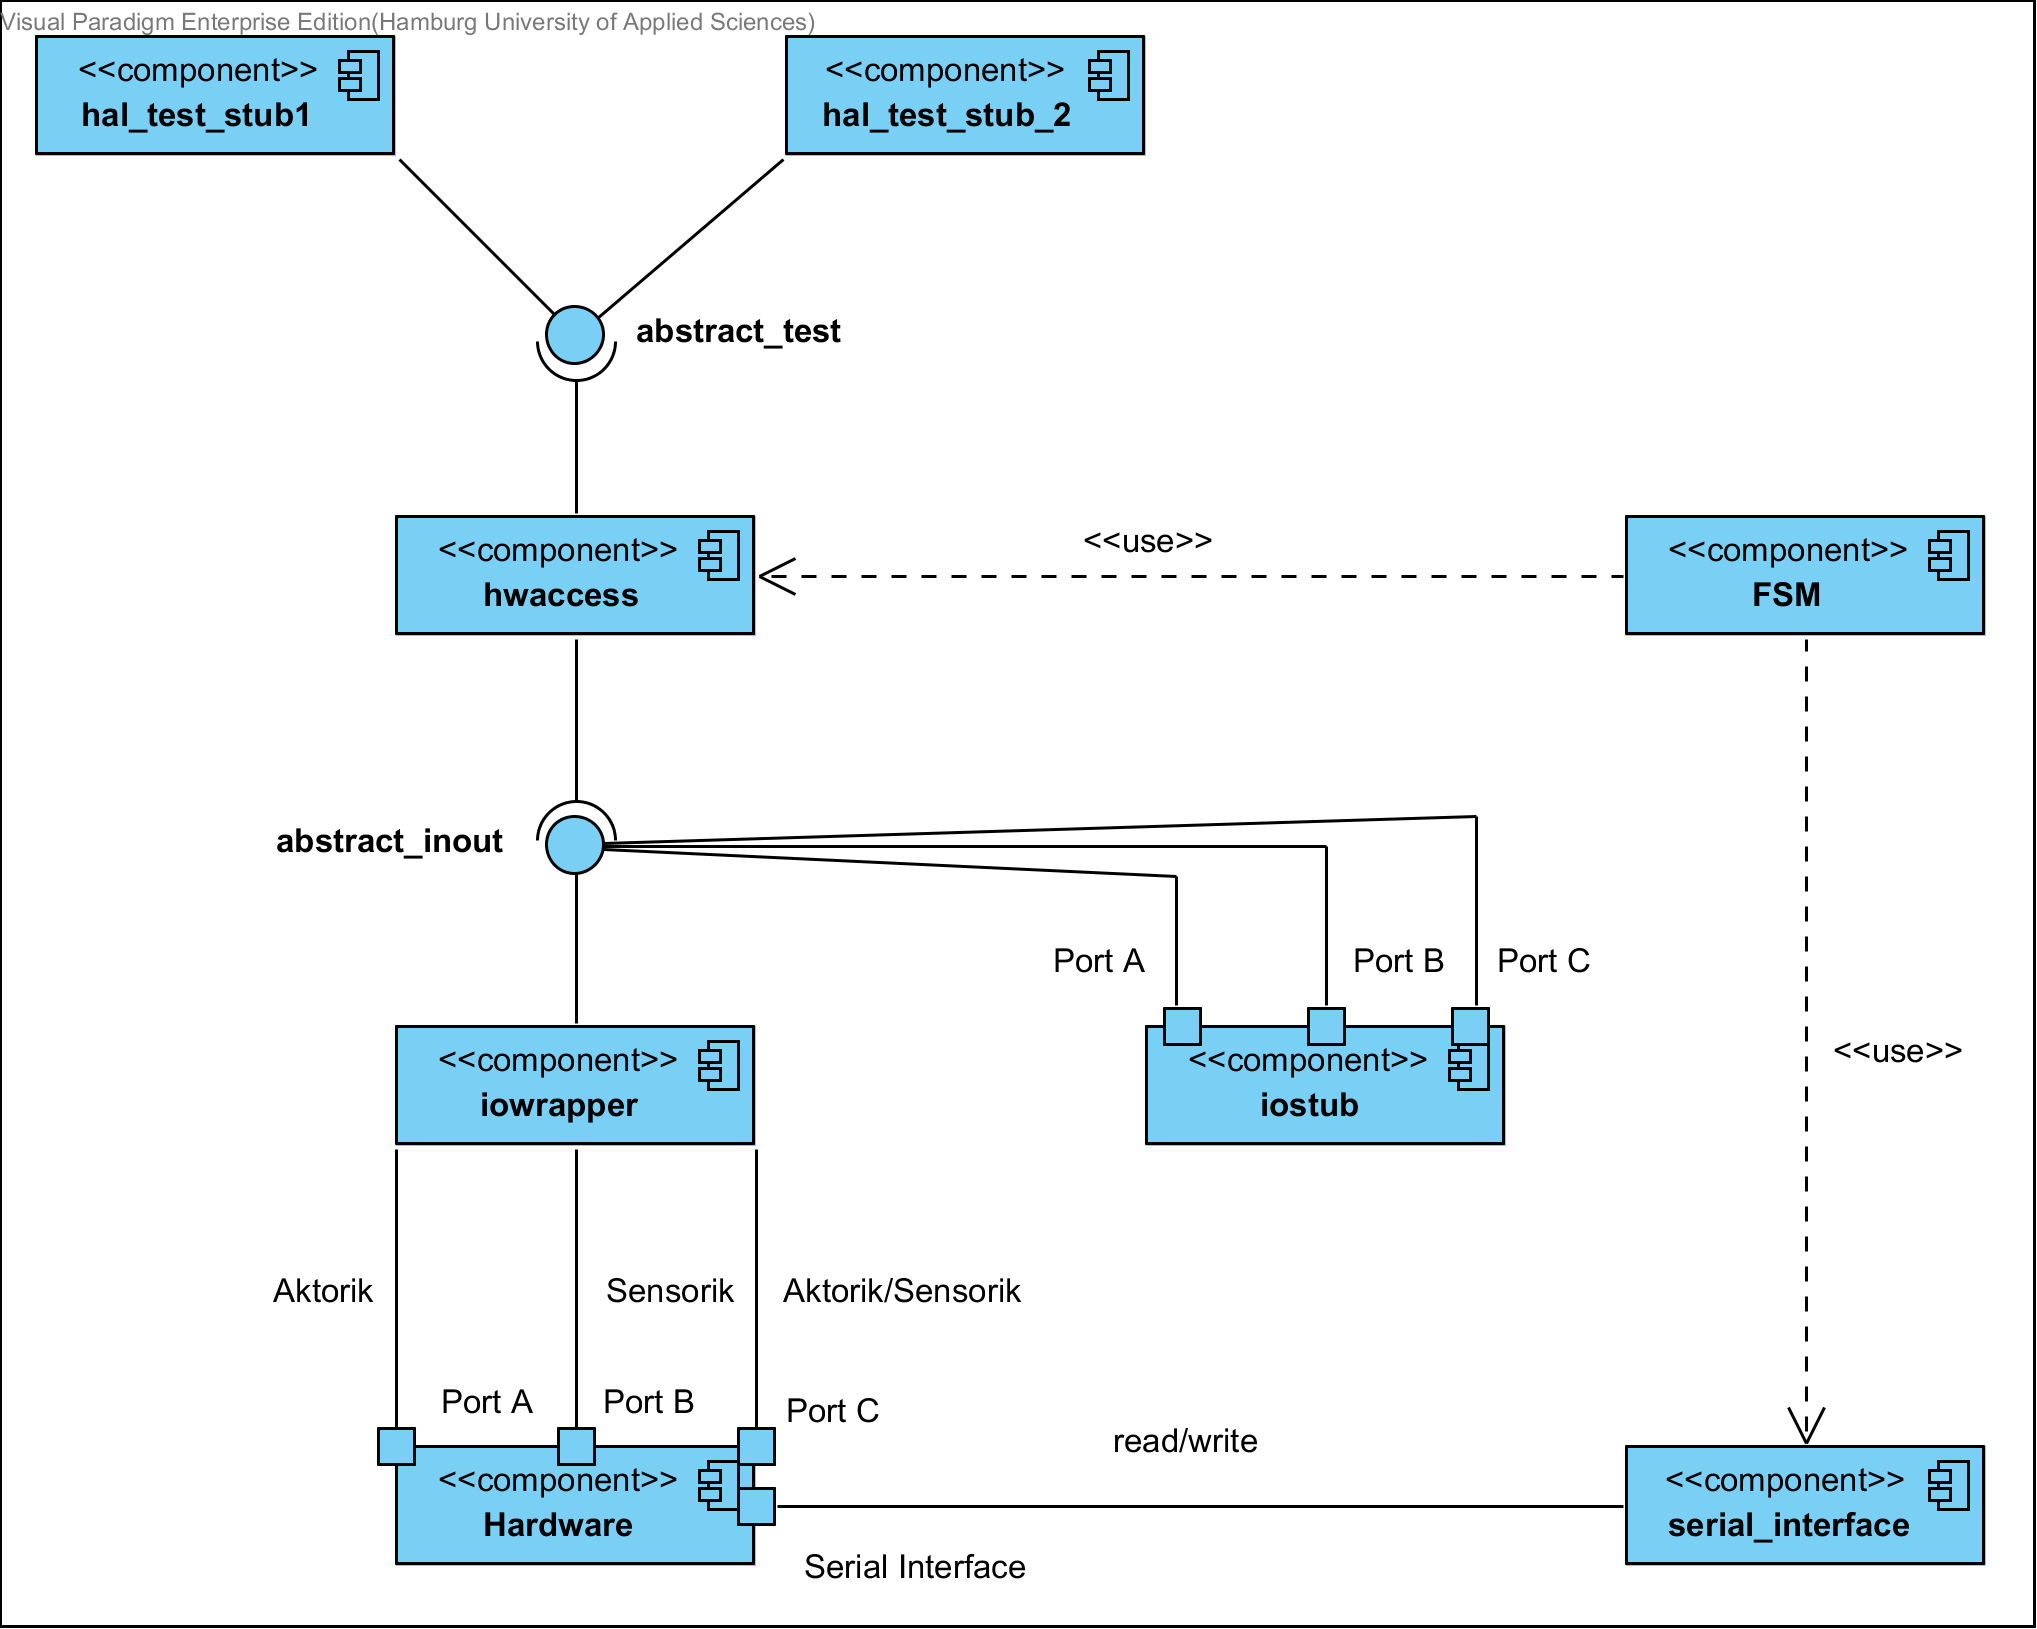 Visual Paradigm Enterprise Edition(Hamburg University of Applied Sciences)
<<component>>
hal_test_stub1
<<component>>
hal_test_stub_2
abstract_test
<<component>>
hwaccess
<<use>>
<<component>>
FSM
abstract_inout
Port A
Port B
Port C
<<component>>
iowrapper
<<component>>
iostub
<<use>>
Aktorik
Sensorik
Aktorik/Sensorik
Port A
Port B
Port C
read/write
<<component>>
Hardware
<<component>>
serial_interface
Serial Interface